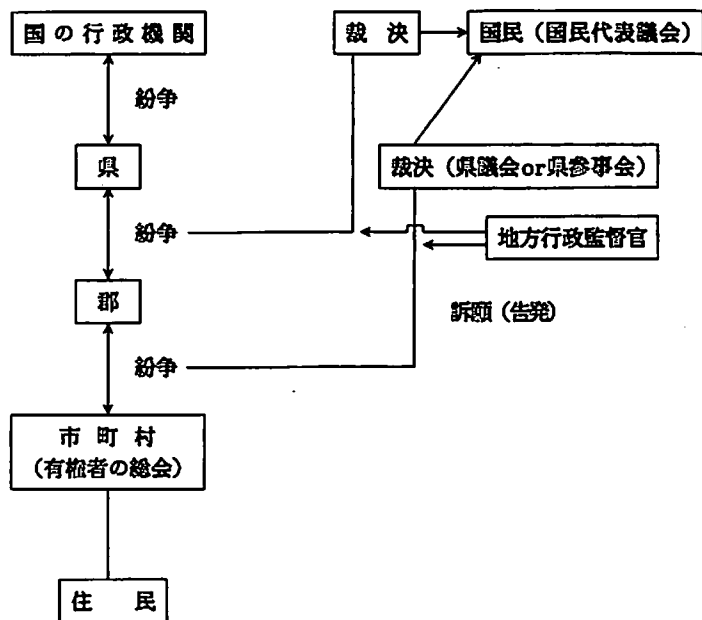 国の行政機関
裁決
国民（国民代表議会）
紛争
県
裁決（県議会or県参事会）
紛争
地方行政監督官
郡
訴願（告発）
紛争
市町村
（有権者の総会）
住民